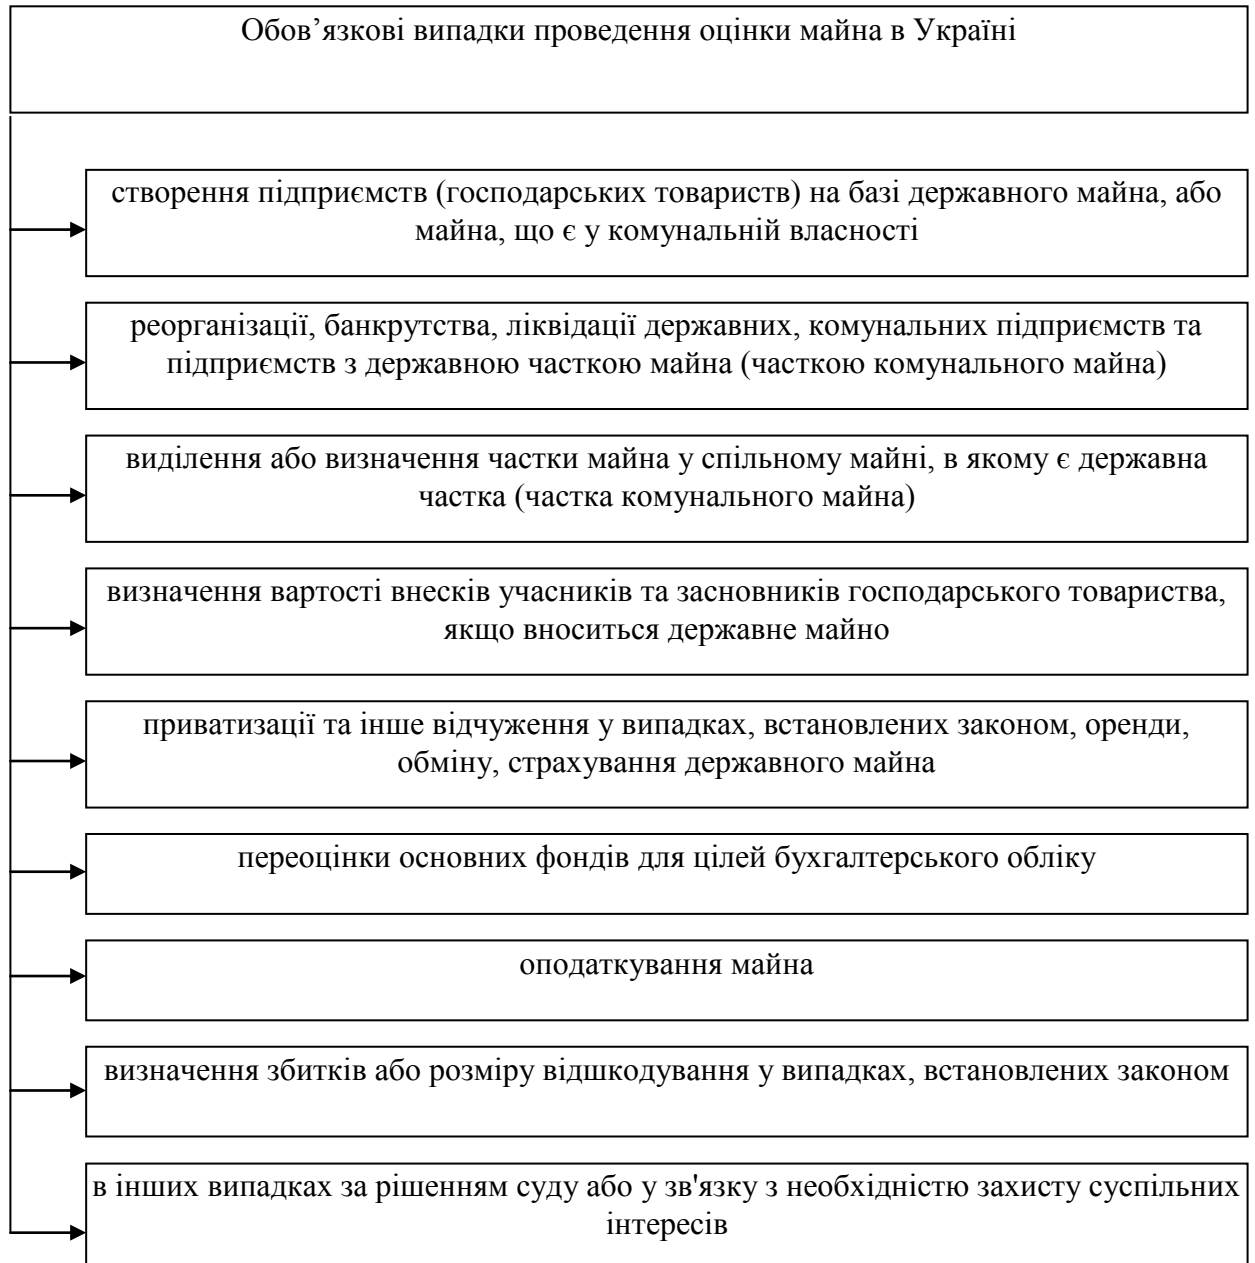 Обов’язкові випадки проведення оцінки майна в Україні
створення підприємств (господарських товариств) на базі державного майна, або
майна, що є у комунальній власності
реорганізації, банкрутства, ліквідації державних, комунальних підприємств та
підприємств з державною часткою майна (часткою комунального майна)
виділення або визначення частки майна у спільному майні, в якому є державна
частка (частка комунального майна)
визначення вартості внесків учасників та засновників господарського товариства,
якщо вноситься державне майно
приватизації та інше відчуження у випадках, встановлених законом, оренди,
обміну, страхування державного майна
переоцінки основних фондів для цілей бухгалтерського обліку
оподаткування майна
визначення збитків або розміру відшкодування у випадках, встановлених законом
в інших випадках за рішенням суду або у зв'язку з необхідністю захисту суспільних
інтересів